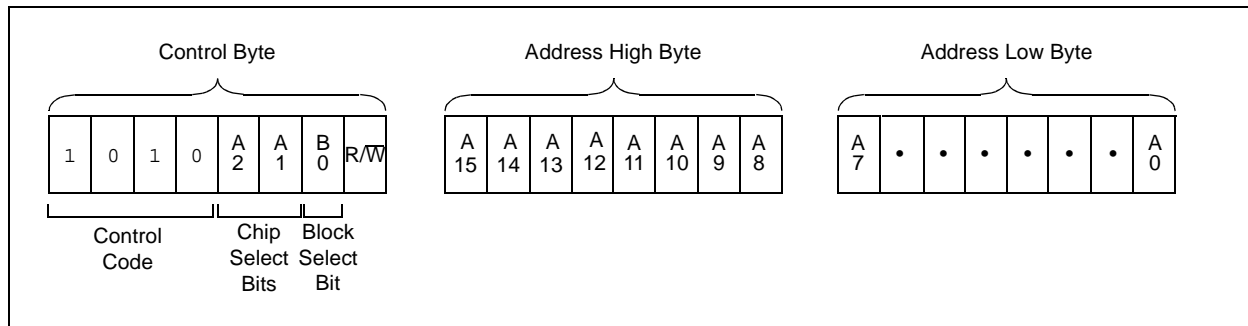 Control Byte
Address High Byte
Address Low Byte
1 0 1 0 A2 A1 B0 R/W̅
A15 A14 A13 A12 A11 A10 A9 A8
A7 • • • • • • A0
Control Code
Chip Select Bits
Block Select Bit